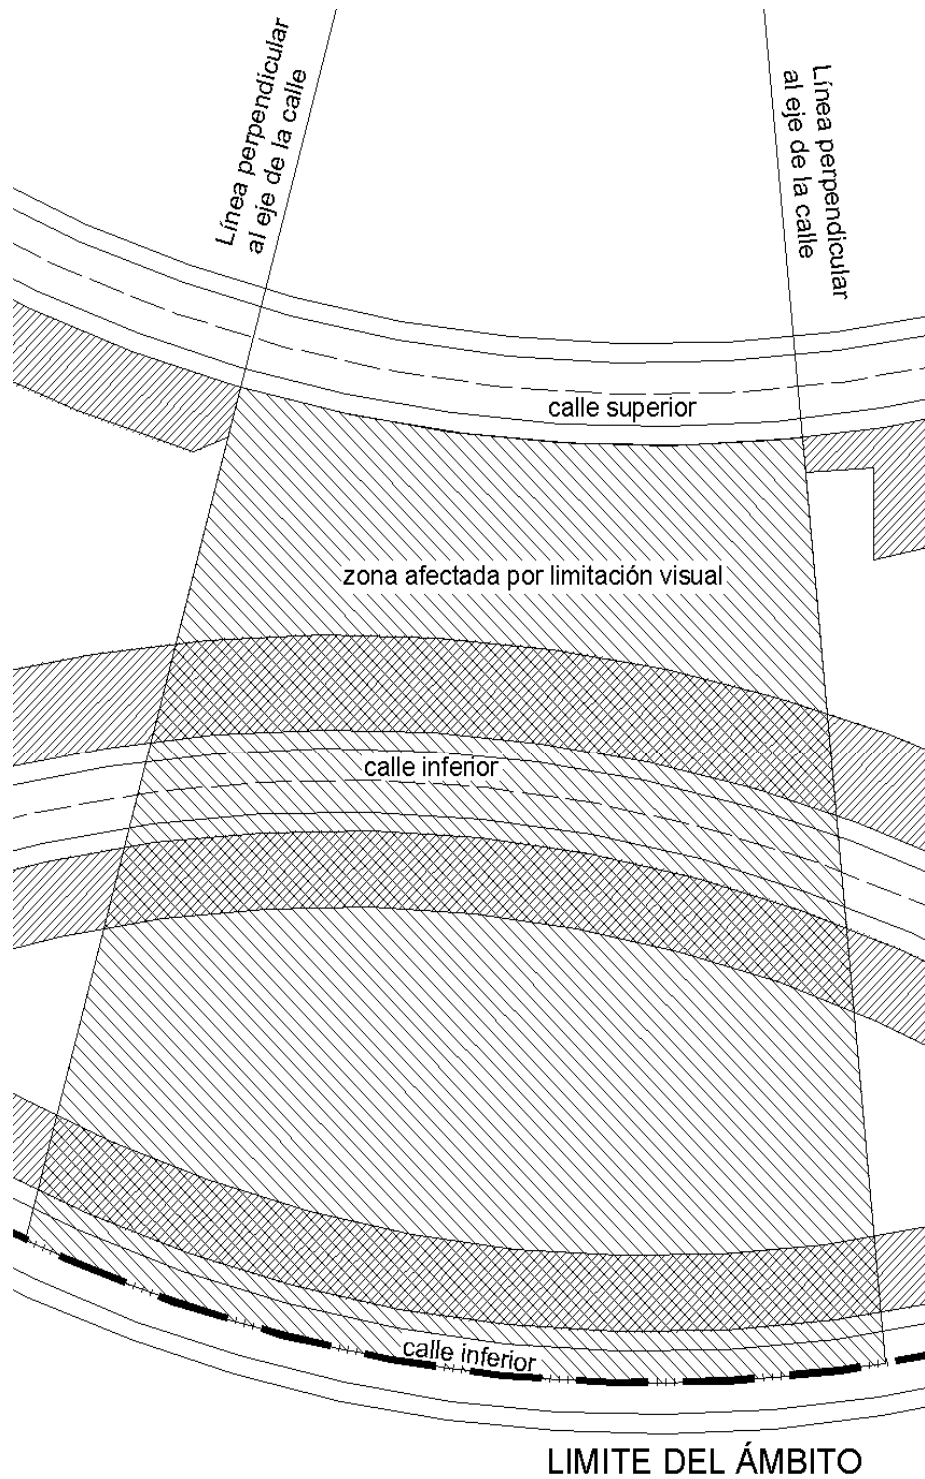 Línea perpendicular
al eje de la calle
Línea perpendicular
al eje de la calle
calle superior
zona afectada por limitación visual
calle inferior
calle inferior
LIMITE DEL ÁMBITO